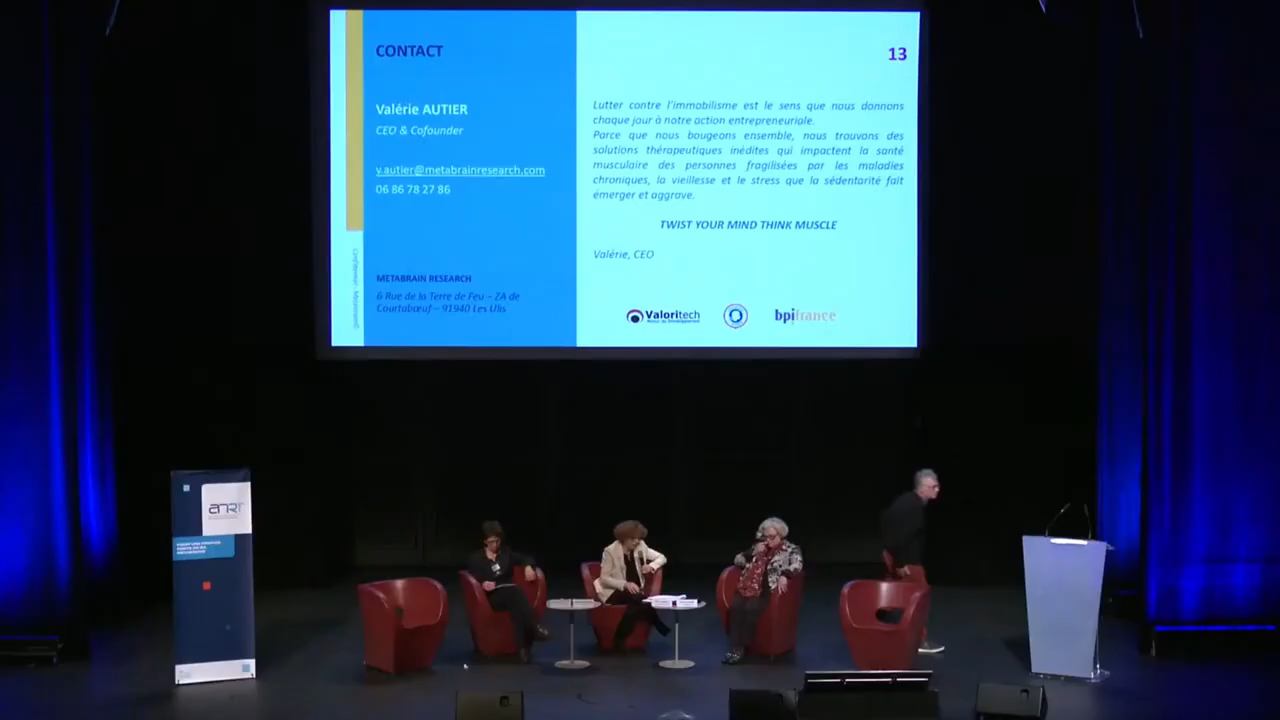 CONTACT
13
Valérie AUTIER
CEO & Cofounder
v.autier@metabrainresearch.com
06 86 78 27 86
METABRAIN RESEARCH
6 Rue de la Terre de Feu – ZA de
Courtabœuf – 91940 Les Ulis
Lutter contre l'immobilisme est le sens que nous donnons
chaque jour à notre action entrepreneuriale.
Parce que nous bougeons ensemble, nous trouvons des
solutions thérapeutiques inédites qui impactent la santé
musculaire des personnes fragilisées par les maladies
chroniques, la vieillesse et le stress que la sédentarité fait
émerger et aggrave.
TWIST YOUR MIND THINK MUSCLE
Valérie, CEO
Valoritech
bpifrance
anrt